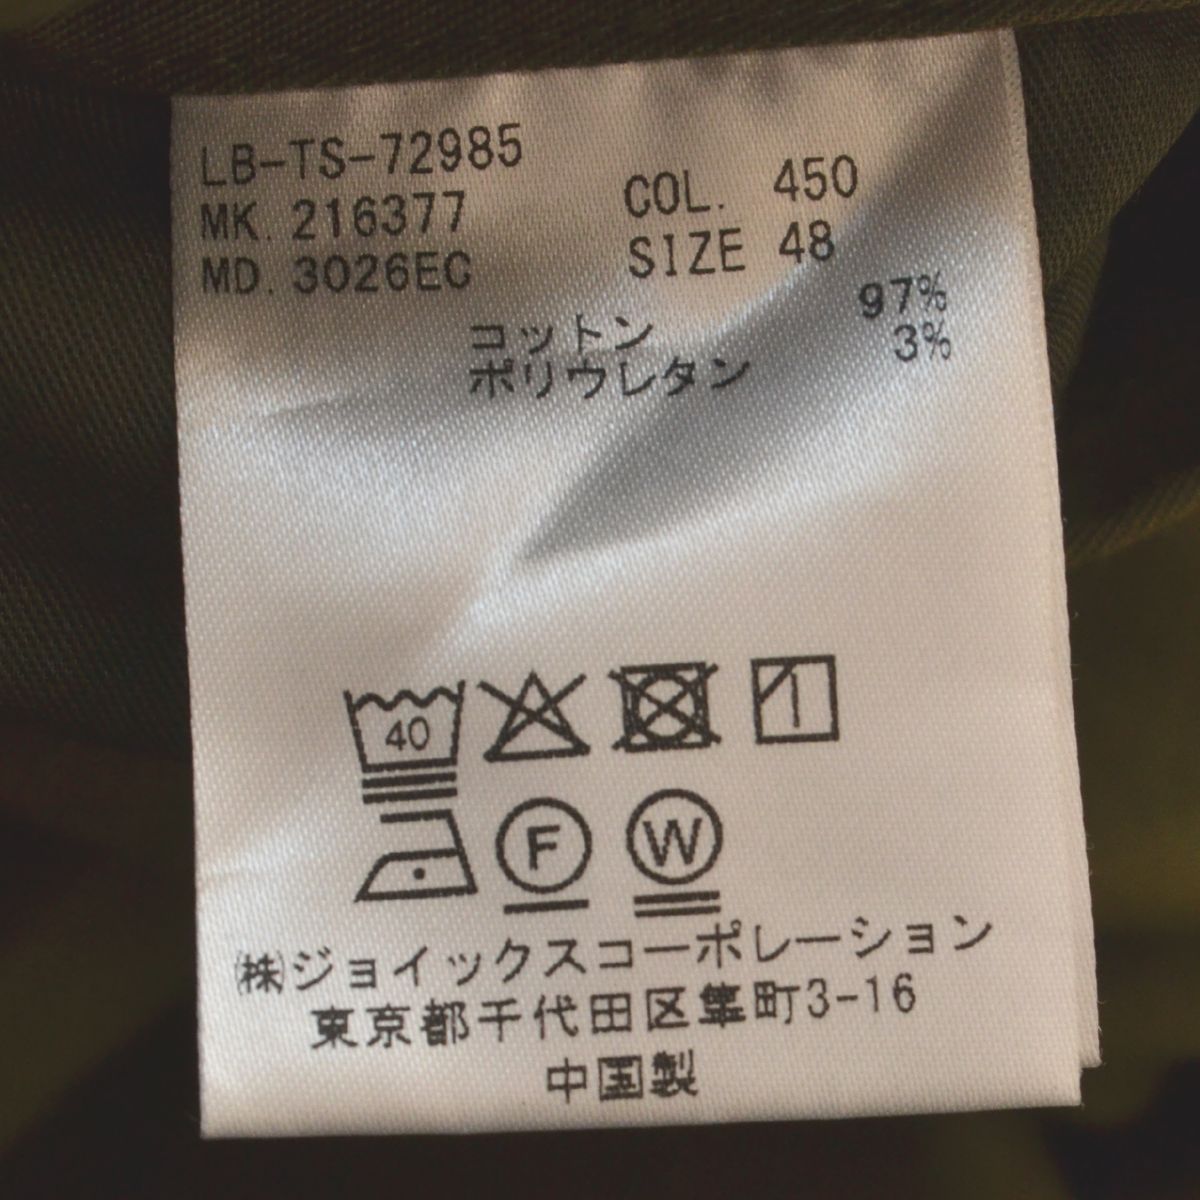 LB-TS-72985
MK. 216377 COL. 450
MD. 3026EC SIZE 48
コットン 97%
ポリウレタン 3%
40
F W
㈱ジョイックスコーポレーション
東京都千代田区隼町3-16
中国製